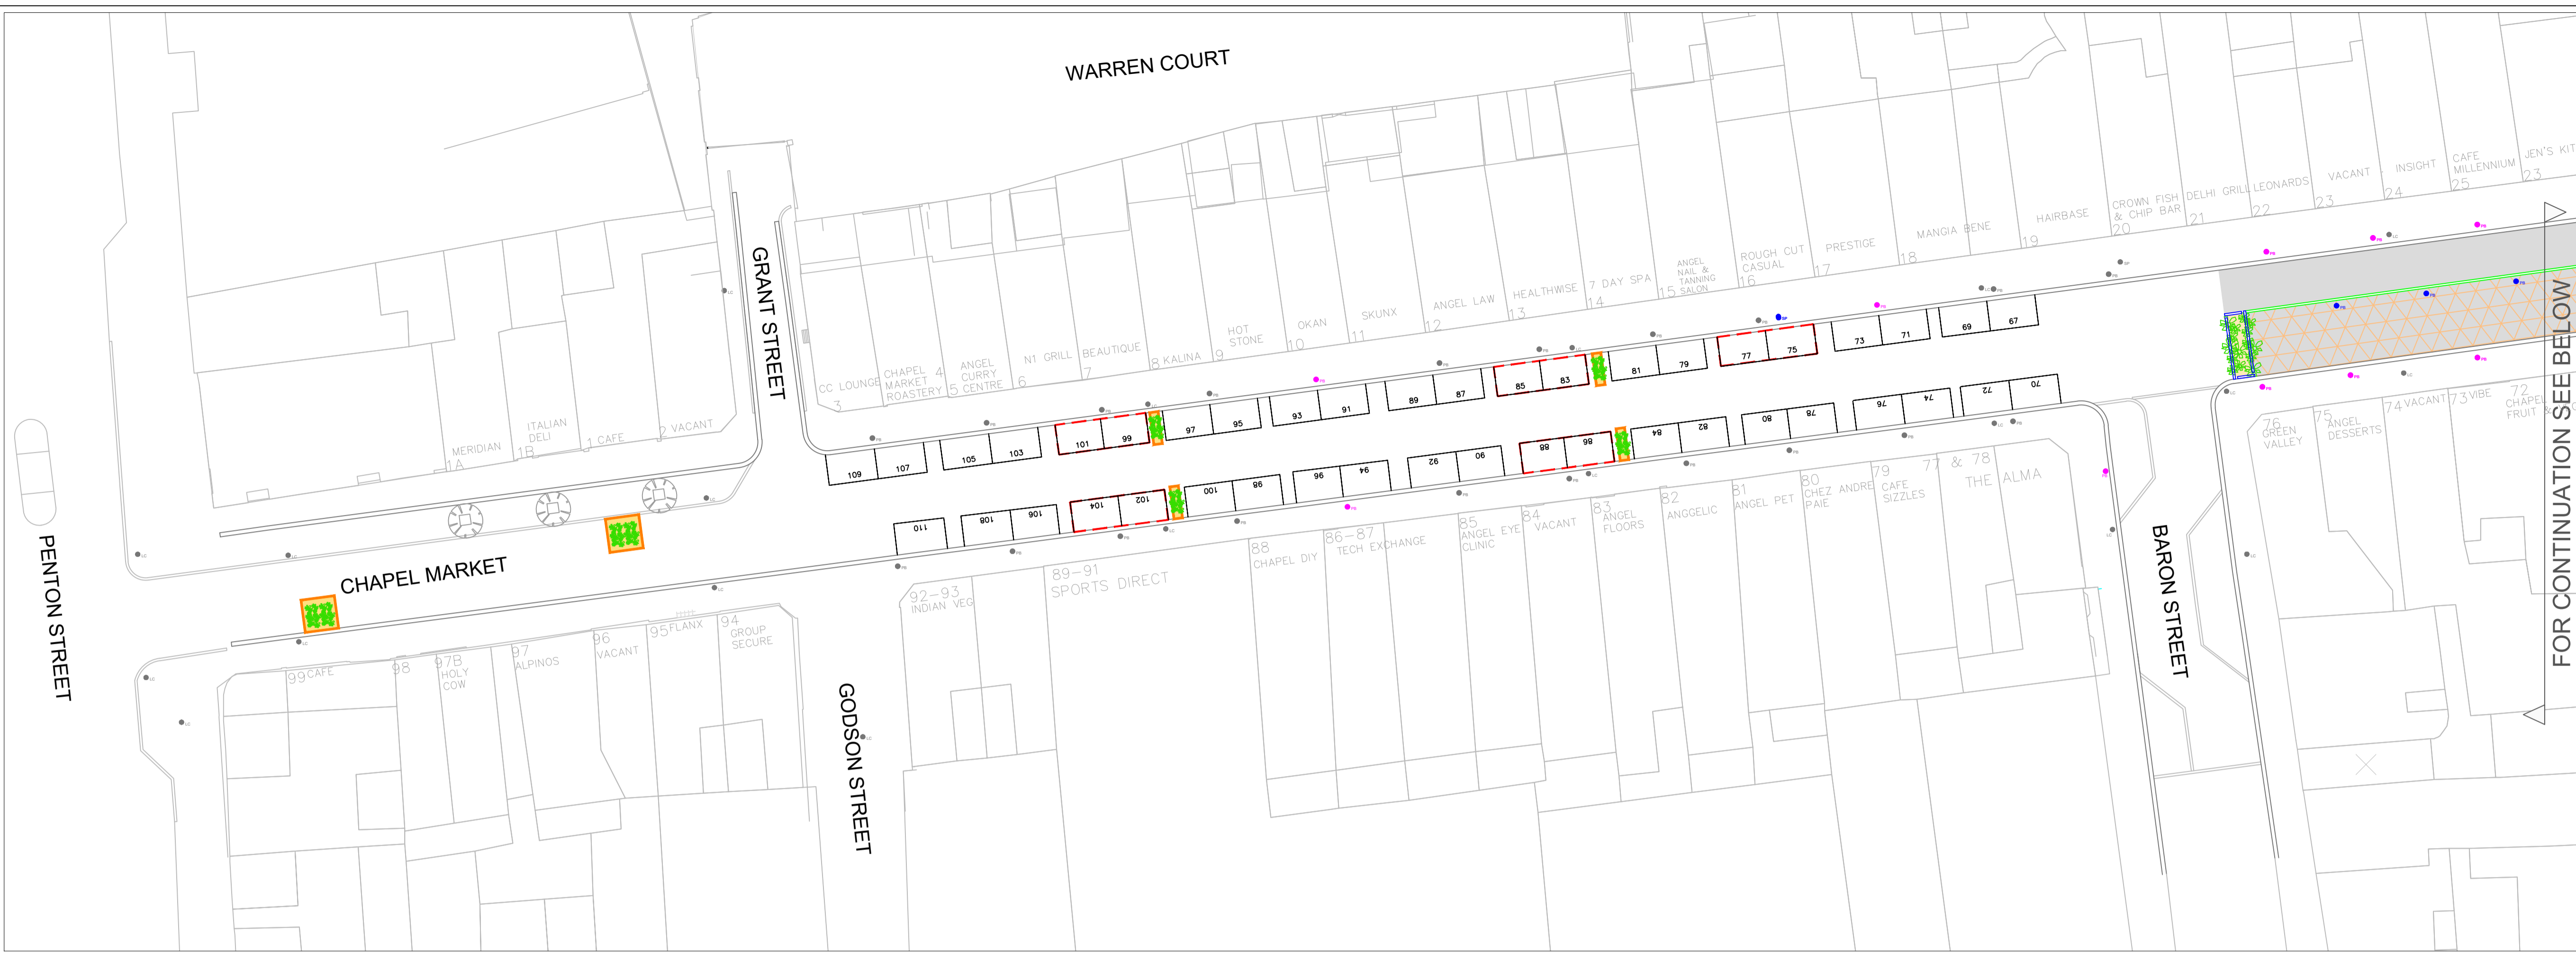 WARREN COURT
PENTON STREET
GRANT STREET
CHAPEL MARKET
GODSON STREET
BARON STREET
FOR CONTINUATION SEE BELOW
MERIDIAN
1A
ITALIAN
DELI
1B
1 CAFE
2 VACANT
CC LOUNGE
3
CHAPEL 4
MARKET
ROASTERY
ANGEL
CURRY
5 CENTRE
N1 GRILL
6
BEAUTIQUE
7
8 KALINA
9
HOT
STONE
OKAN
10
SKUNX
11
ANGEL LAW
12
HEALTHWISE
13
7 DAY SPA
14
ANGEL
NAIL &
TANNING
15 SALON
ROUGH CUT
CASUAL
16
PRESTIGE
17
MANGIA BENE
18
HAIRBASE
19
CROWN FISH
& CHIP BAR
20
DELHI GRILL
21
LEONARDS
22
VACANT
23
INSIGHT
24
CAFE
MILLENNIUM
25
JEN'S KIT
23
109
107
105
103
101
99
97
95
93
91
89
87
85
83
81
79
77
75
73
71
69
67
110
108
106
104
102
100
98
96
94
92
90
88
86
84
82
80
78
76
74
72
70
99 CAFE
98
97B
HOLY
COW
97
ALPINOS
96
VACANT
95 FLANX
94
GROUP
SECURE
92-93
INDIAN VEG
89-91
SPORTS DIRECT
88
CHAPEL DIY
86-87
TECH EXCHANGE
85
ANGEL EYE
CLINIC
84
VACANT
83
ANGEL
FLOORS
82
ANGGELIC
81
ANGEL PET
80
CHEZ ANDRE
PAIE
79
CAFE
SIZZLES
77 & 78
THE ALMA
76
GREEN
VALLEY
75
ANGEL
DESSERTS
74 VACANT
73 VIBE
72
CHAPEL
FRUIT &